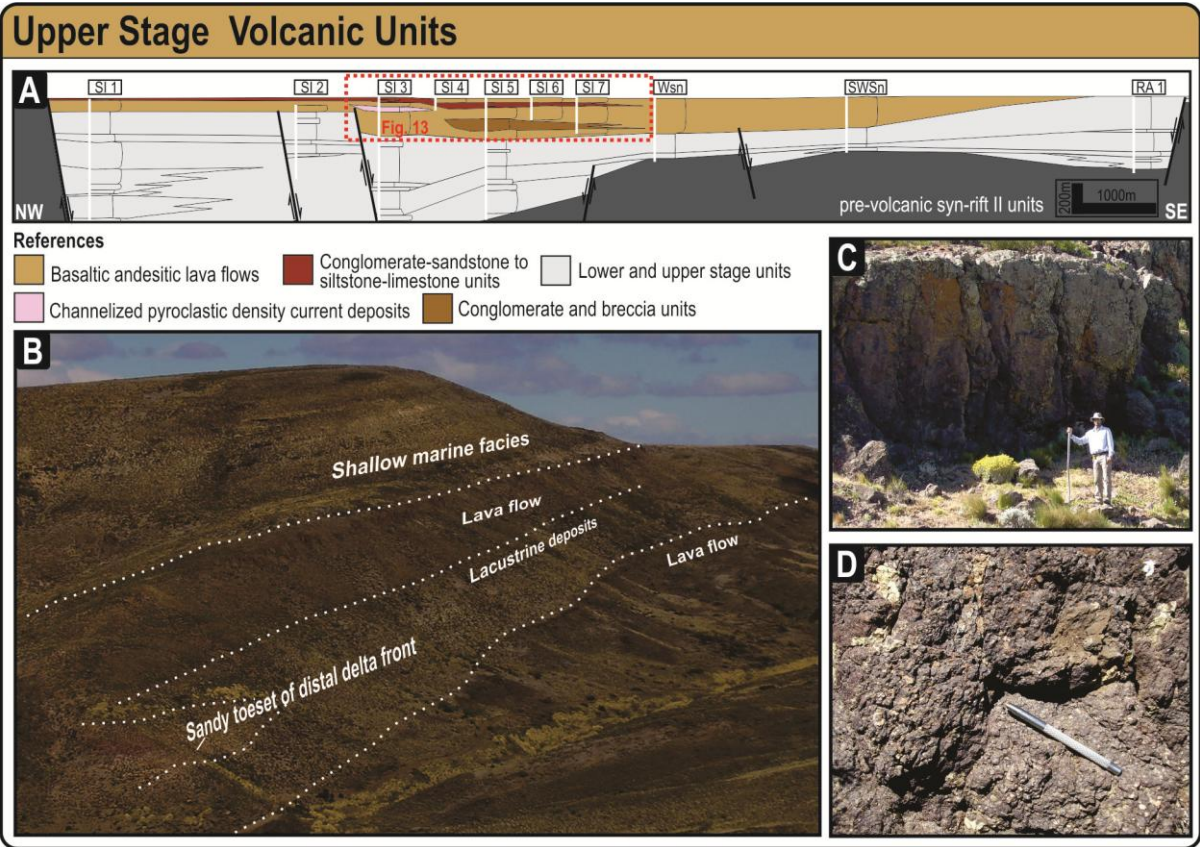 Upper Stage Volcanic Units
A
SI 1
SI 2
SI 3
SI 4
SI 5
SI 6
SI 7
Wsn
SWSn
RA 1
Fig. 13
NW
pre-volcanic syn-rift II units
200m
1000m
SE
References
Basaltic andesitic lava flows
Conglomerate-sandstone to
siltstone-limestone units
Lower and upper stage units
Channelized pyroclastic density current deposits
Conglomerate and breccia units
B
Shallow marine facies
Lava flow
Lacustrine deposits
Lava flow
Sandy toeset of distal delta front
C
D